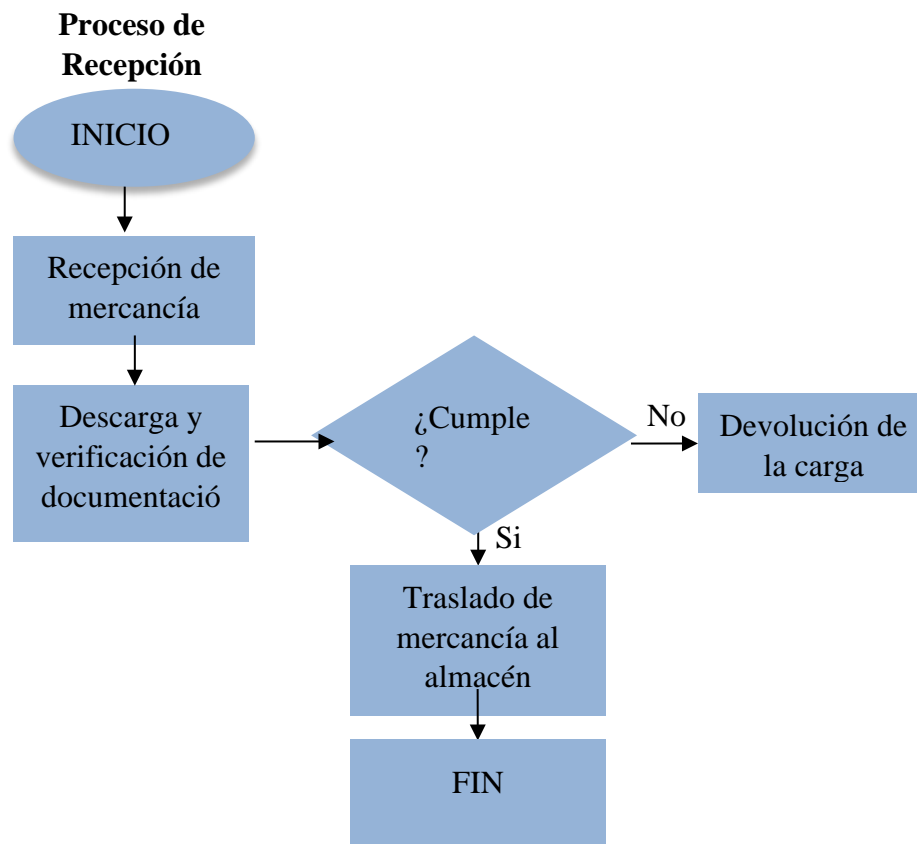 Proceso de
Recepción
INICIO
Recepción de
mercancía
Descarga y
verificación de
documentació
¿Cumple
?
No
Devolución de
la carga
Si
Traslado de
mercancía al
almacén
FIN